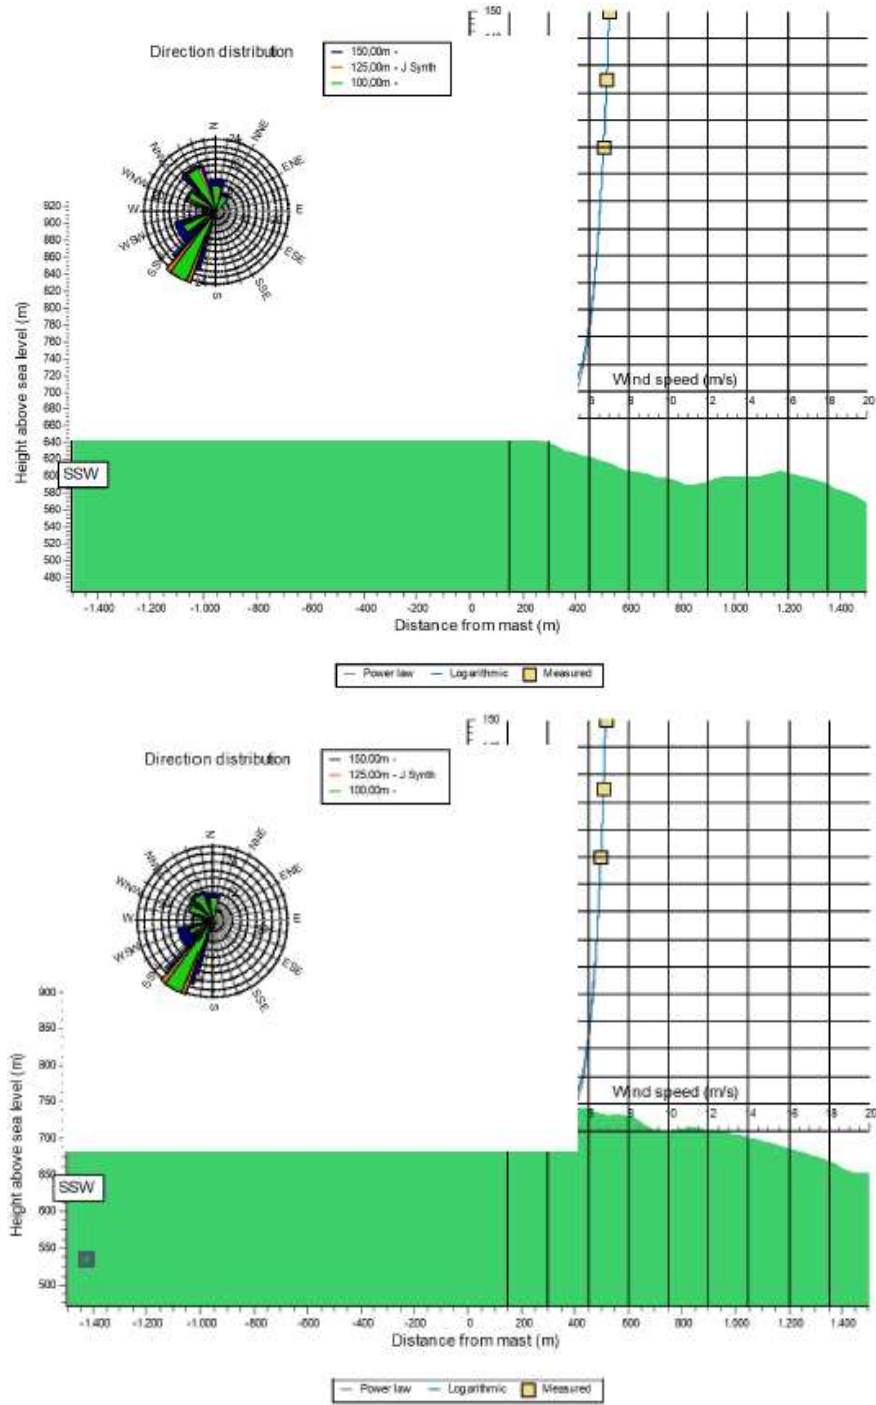 150
Direction distribution
150,00m -
125,00m - J Synth
100,00m -
N
NNE
ENE
E
ESE
SSE
S
WSW
W
WNW
920
900
880
860
840
820
800
780
760
740
720
700
680
660
640
620
600
580
560
540
520
500
480
Height above sea level (m)
Wind speed (m/s)
8 10 12 14 16 18 20
SSW
-1.400 -1.200 -1.000 -800 -600 -400 -200 0 200 400 600 800 1.000 1.200 1.400
Distance from mast (m)
Power law Logarithmic Measured
150
Direction distribution
150,00m -
125,00m - J Synth
100,00m -
N
NNE
ENE
E
ESE
SSE
S
WSW
W
WNW
900
850
800
750
700
650
600
550
500
Height above sea level (m)
Wind speed (m/s)
8 10 12 14 16 18 20
SSW
-1.400 -1.200 -1.000 -800 -600 -400 -200 0 200 400 600 800 1.000 1.200 1.400
Distance from mast (m)
Power law Logarithmic Measured